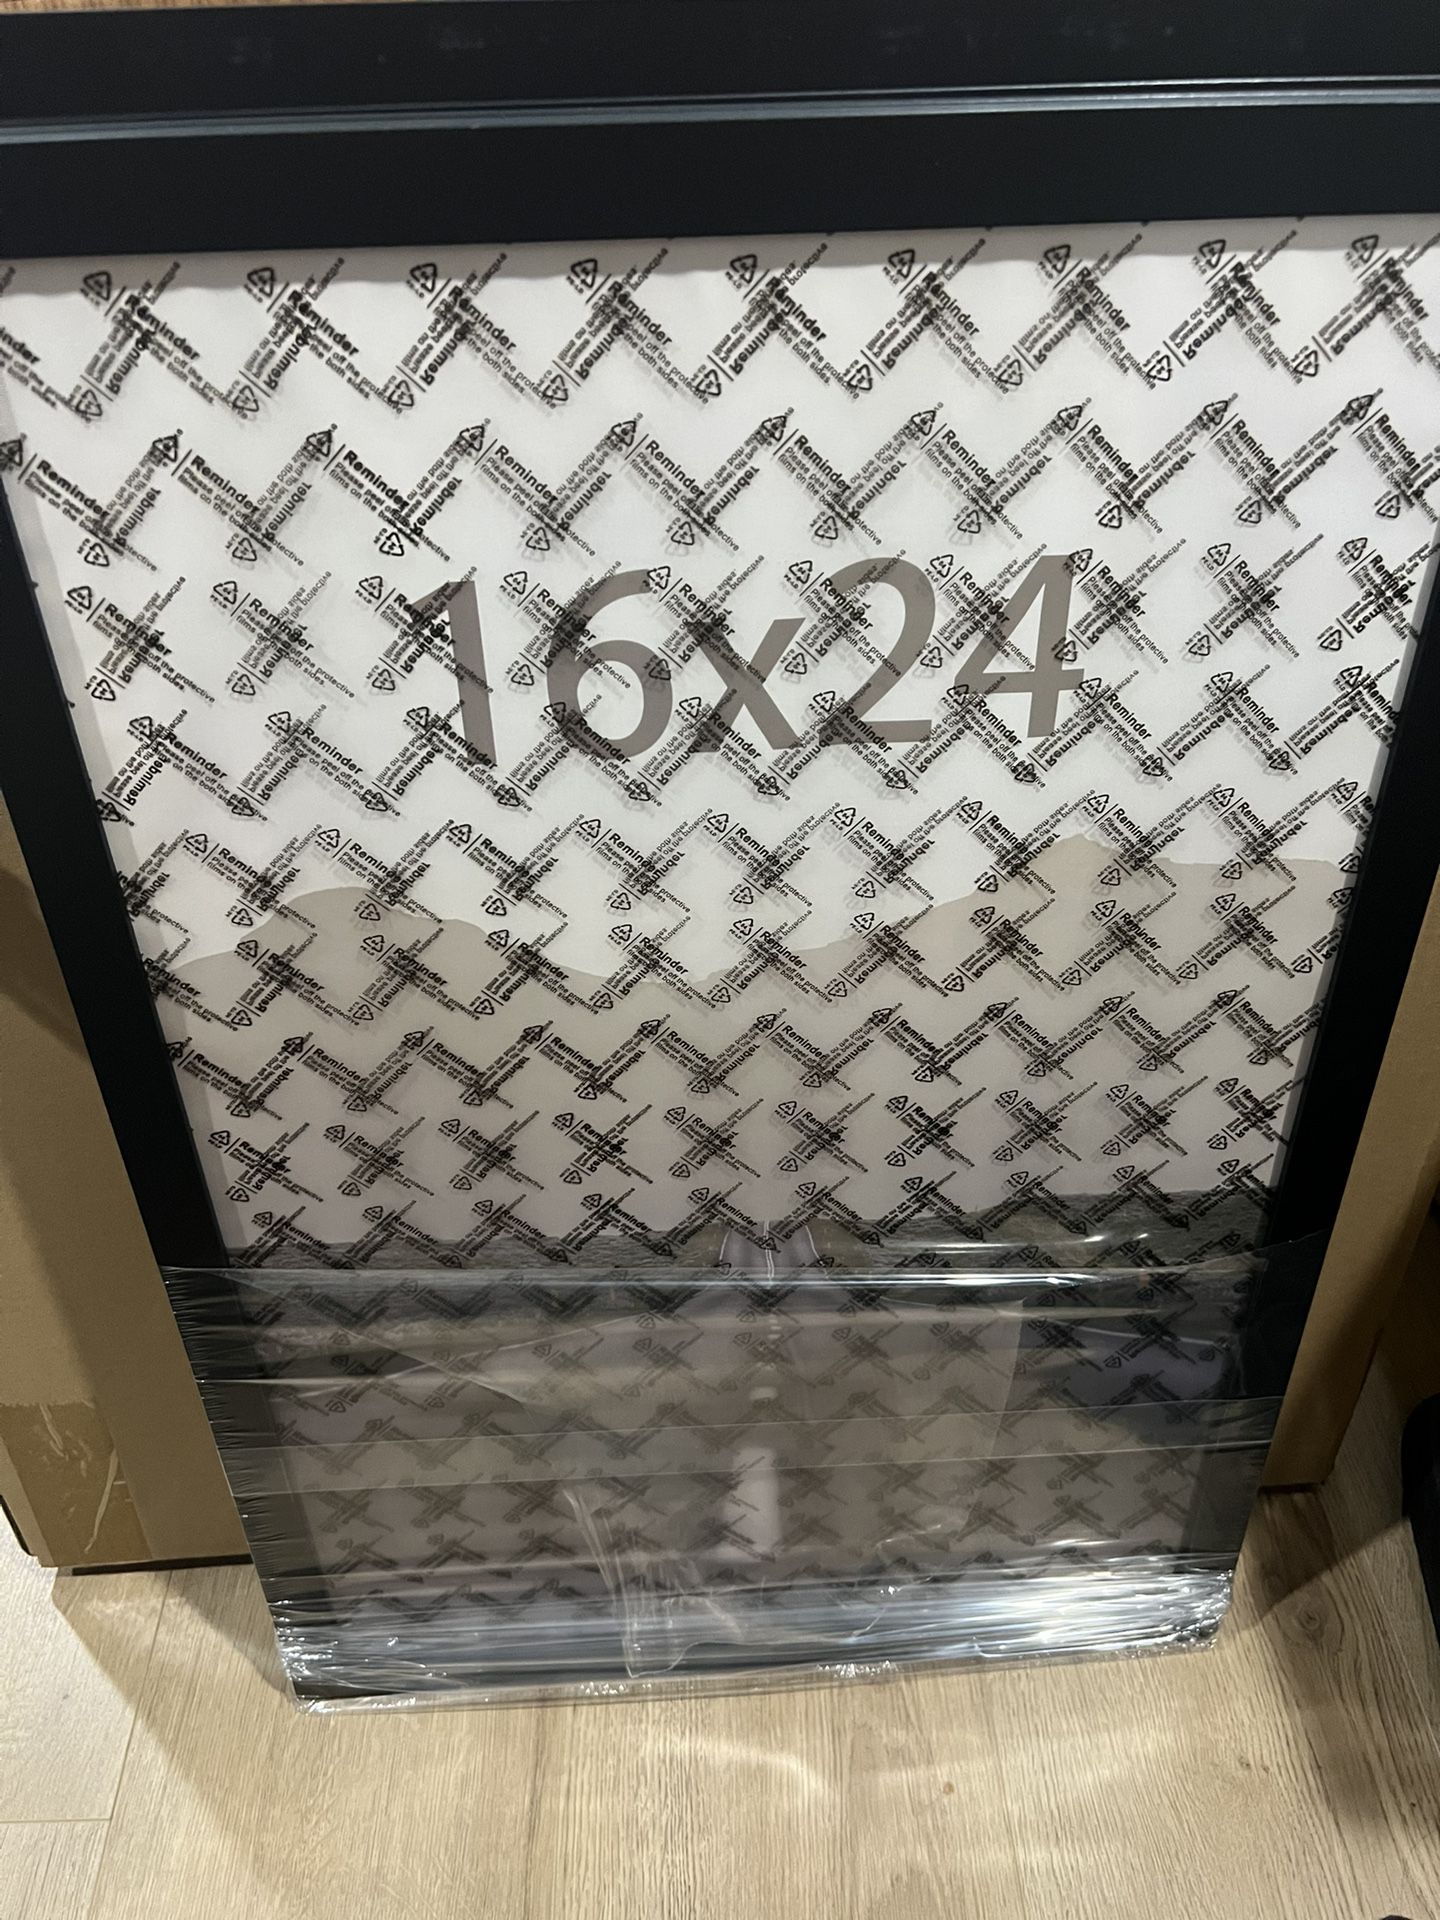 16x24
Reminder
Please peel off the protective
films on the both sides.